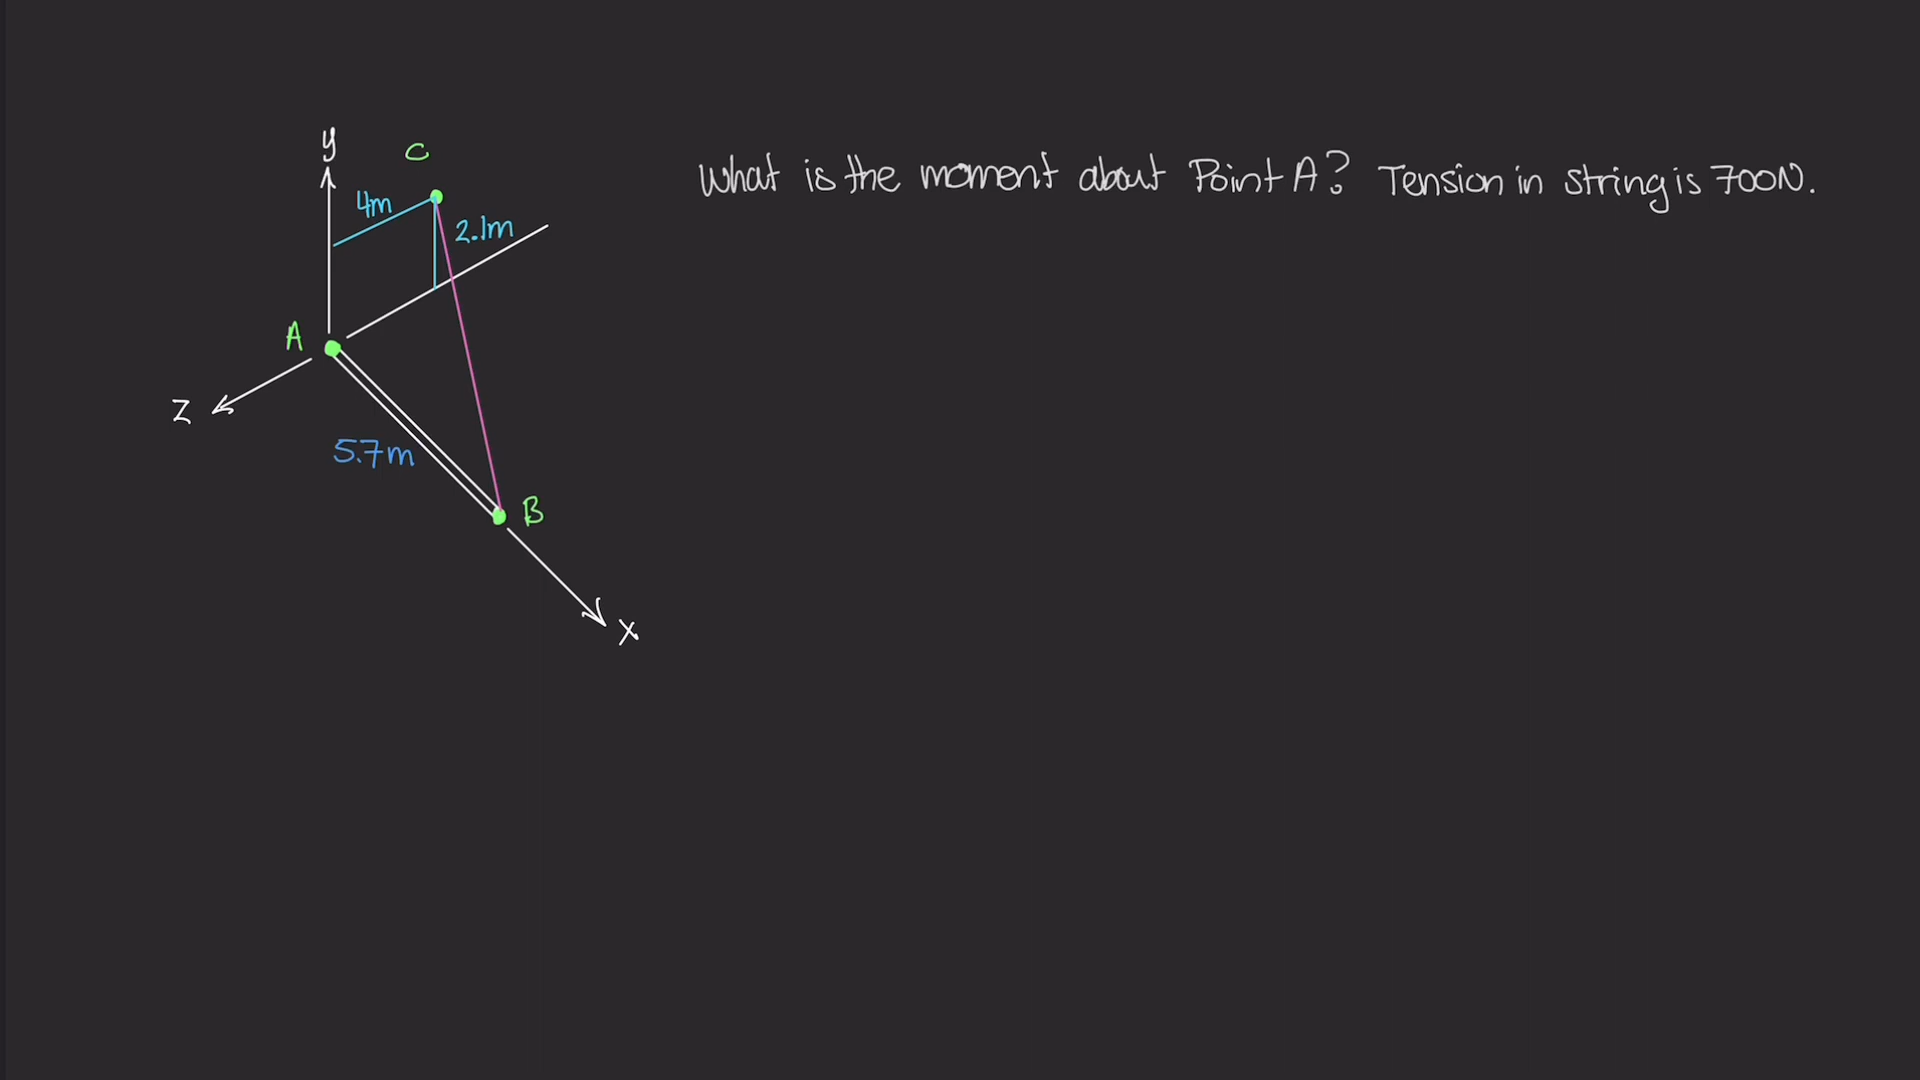 y
C
What is the moment about Point A? Tension in string is 700N.
4m
2.1m
A
Z
5.7m
B
X